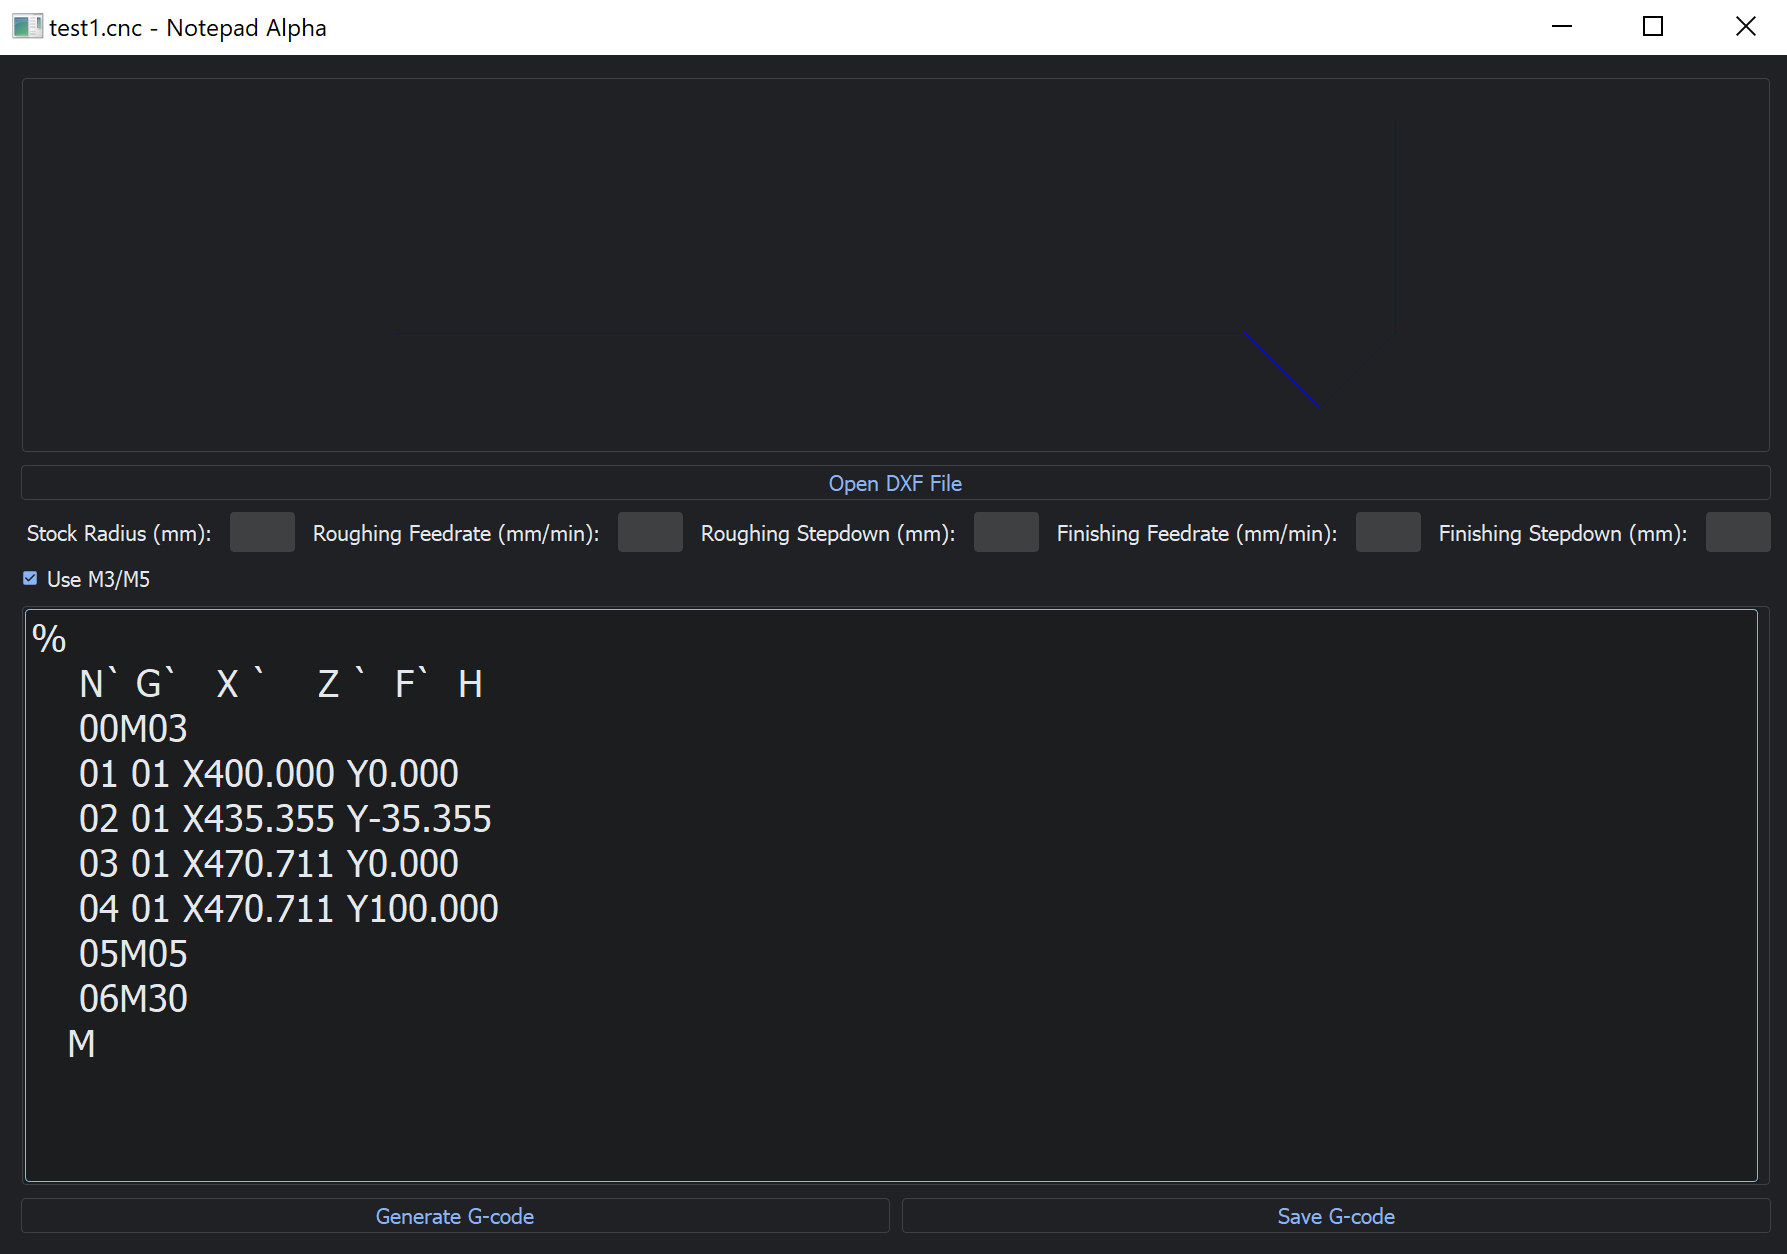 test1.cnc - Notepad Alpha
Open DXF File
Stock Radius (mm): Roughing Feedrate (mm/min): Roughing Stepdown (mm): Finishing Feedrate (mm/min): Finishing Stepdown (mm):
Use M3/M5
%
N` G`   X `    Z `  F`  H
00M03
01 01 X400.000 Y0.000
02 01 X435.355 Y-35.355
03 01 X470.711 Y0.000
04 01 X470.711 Y100.000
05M05
06M30
M
Generate G-code
Save G-code